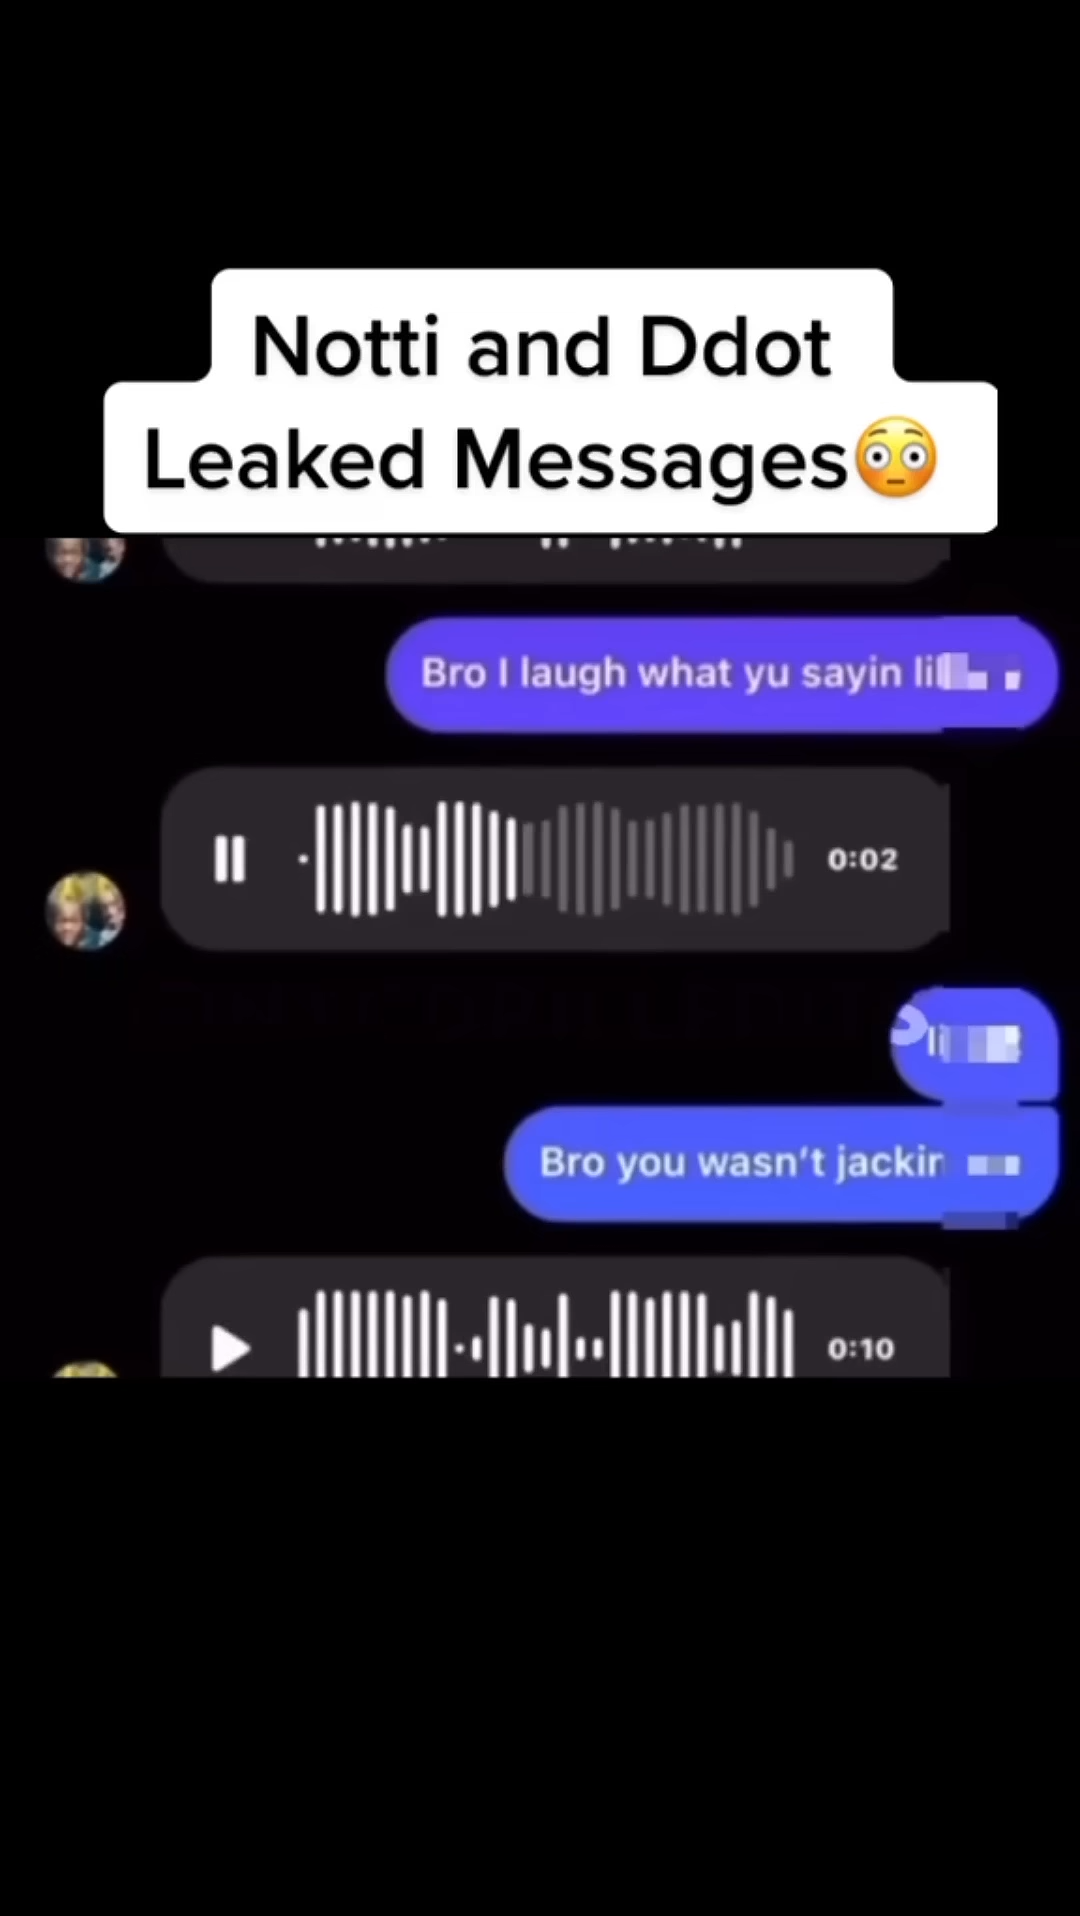 Notti and Ddot
Leaked Messages😳
Bro I laugh what yu sayin
0:02
Bro you wasn't
0:10